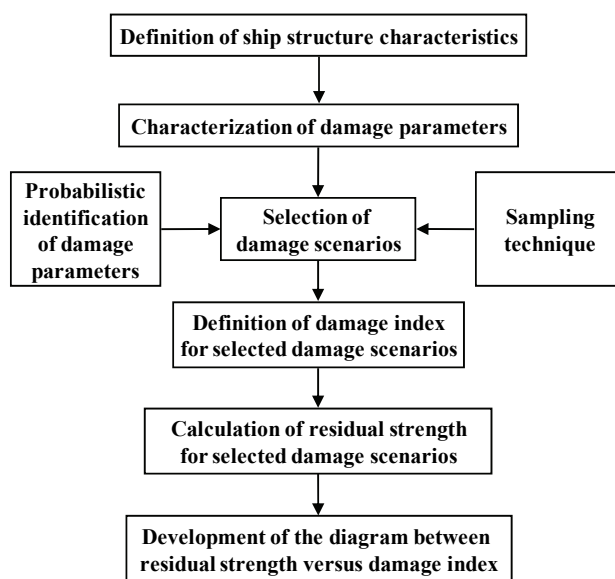 Definition of ship structure characteristics
Characterization of damage parameters
Probabilistic
identification
of damage
parameters
Selection of
damage scenarios
Sampling
technique
Definition of damage index
for selected damage scenarios
Calculation of residual strength
for selected damage scenarios
Development of the diagram between
residual strength versus damage index